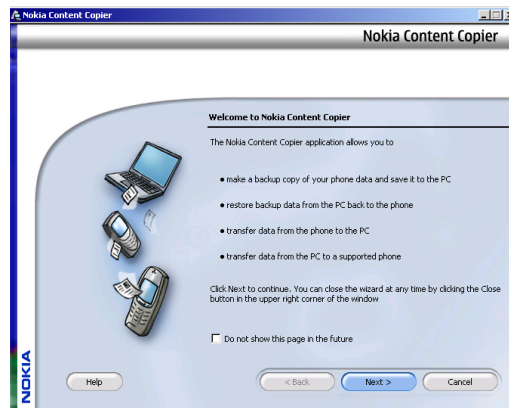 Nokia Content Copier
Nokia Content Copier
Welcome to Nokia Content Copier
The Nokia Content Copier application allows you to
• make a backup copy of your phone data and save it to the PC
• restore backup data from the PC back to the phone
• transfer data from the phone to the PC
• transfer data from the PC to a supported phone
Click Next to continue. You can close the wizard at any time by clicking the Close
button in the upper right corner of the window
Do not show this page in the future
NOKIA
Help
< Back
Next >
Cancel